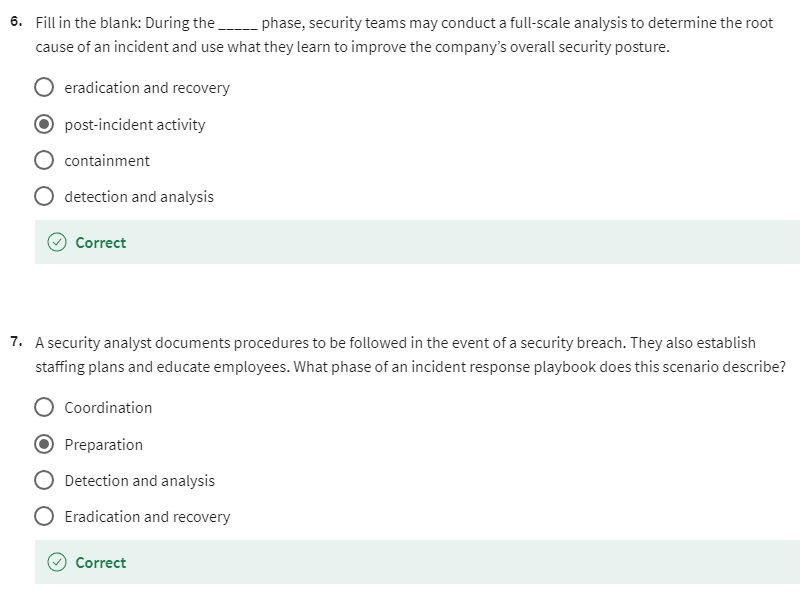 6. Fill in the blank: During the _____ phase, security teams may conduct a full-scale analysis to determine the root
cause of an incident and use what they learn to improve the company’s overall security posture.
eradication and recovery
post-incident activity
containment
detection and analysis
Correct
7. A security analyst documents procedures to be followed in the event of a security breach. They also establish
staffing plans and educate employees. What phase of an incident response playbook does this scenario describe?
Coordination
Preparation
Detection and analysis
Eradication and recovery
Correct